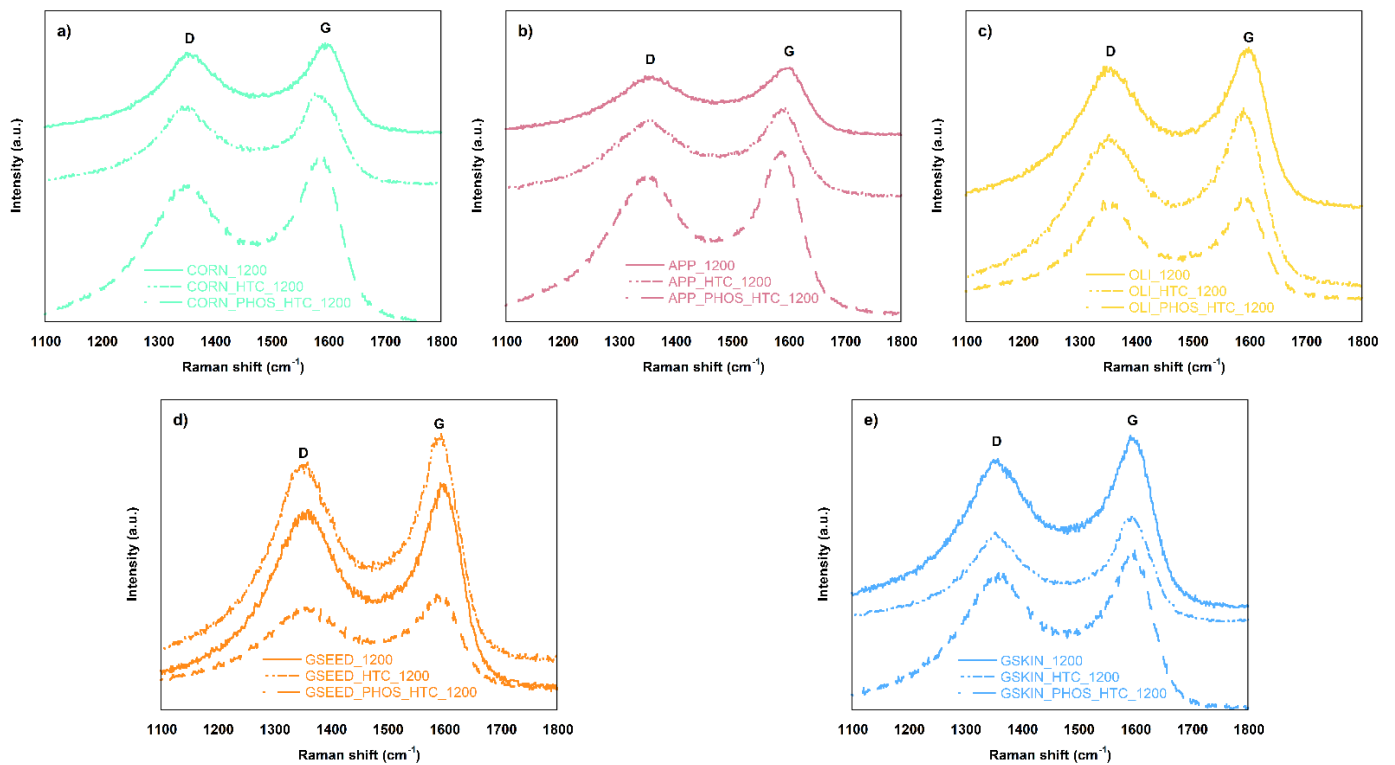 a)
D
G
Intensity (a.u.)
CORN_1200
CORN_HTC_1200
CORN_PHOS_HTC_1200
1100 1200 1300 1400 1500 1600 1700 1800
Raman shift (cm⁻¹)
b)
D
G
Intensity (a.u.)
APP_1200
APP_HTC_1200
APP_PHOS_HTC_1200
1100 1200 1300 1400 1500 1600 1700 1800
Raman shift (cm⁻¹)
c)
D
G
Intensity (a.u.)
OLI_1200
OLI_HTC_1200
OLI_PHOS_HTC_1200
1100 1200 1300 1400 1500 1600 1700 1800
Raman shift (cm⁻¹)
d)
D
G
Intensity (a.u.)
GSEED_1200
GSEED_HTC_1200
GSEED_PHOS_HTC_1200
1100 1200 1300 1400 1500 1600 1700 1800
Raman shift (cm⁻¹)
e)
D
G
Intensity (a.u.)
GSKIN_1200
GSKIN_HTC_1200
GSKIN_PHOS_HTC_1200
1100 1200 1300 1400 1500 1600 1700 1800
Raman shift (cm⁻¹)